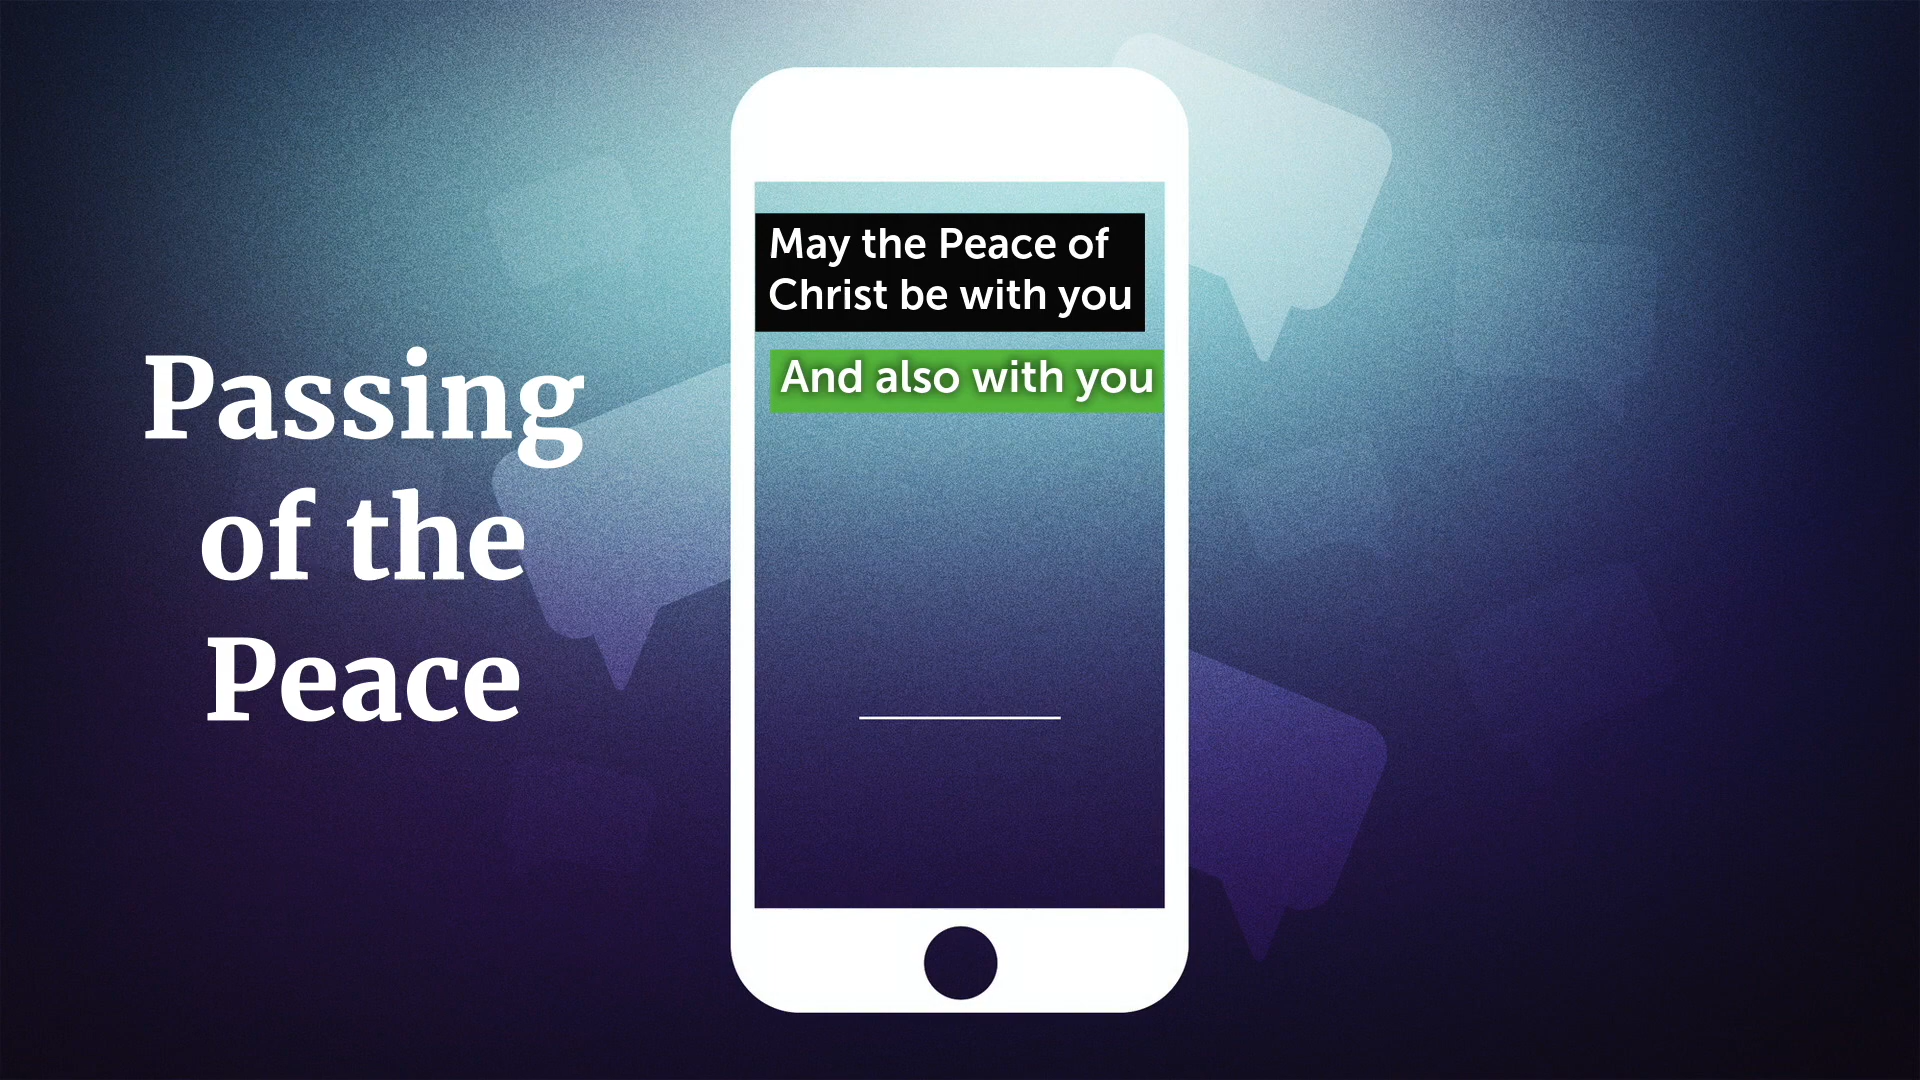 Passing
of the
Peace
May the Peace of
Christ be with you
And also with you